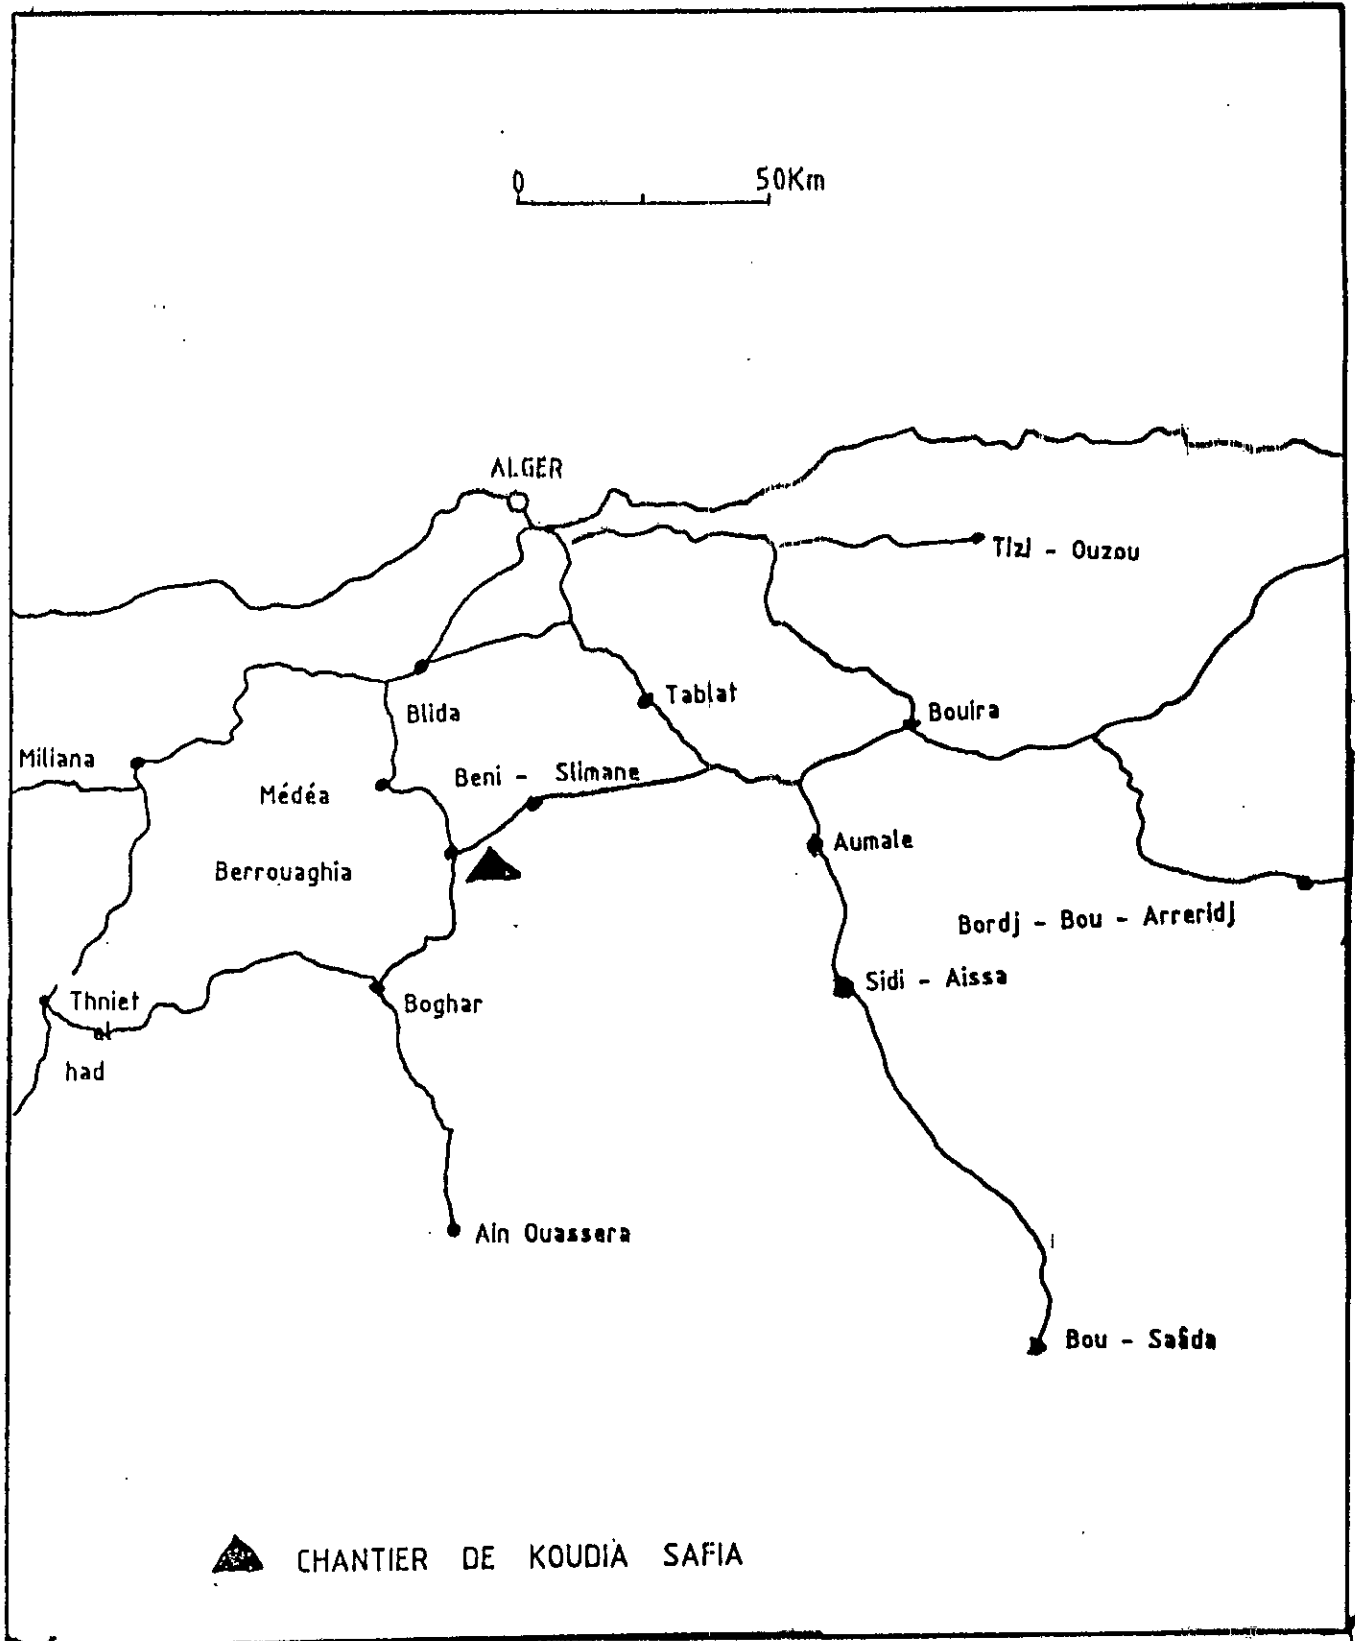 0 50Km
ALGER
Tizi - Ouzou
Tablat
Blida
Bouira
Miliana
Beni - Slimane
Médéa
Aumale
Berrouaghia
Bordj - Bou - Arreridj
Sidi - Aissa
Thniet
al
had
Boghar
Ain Ouassera
Bou - Saâda
CHANTIER DE KOUDIA SAFIA